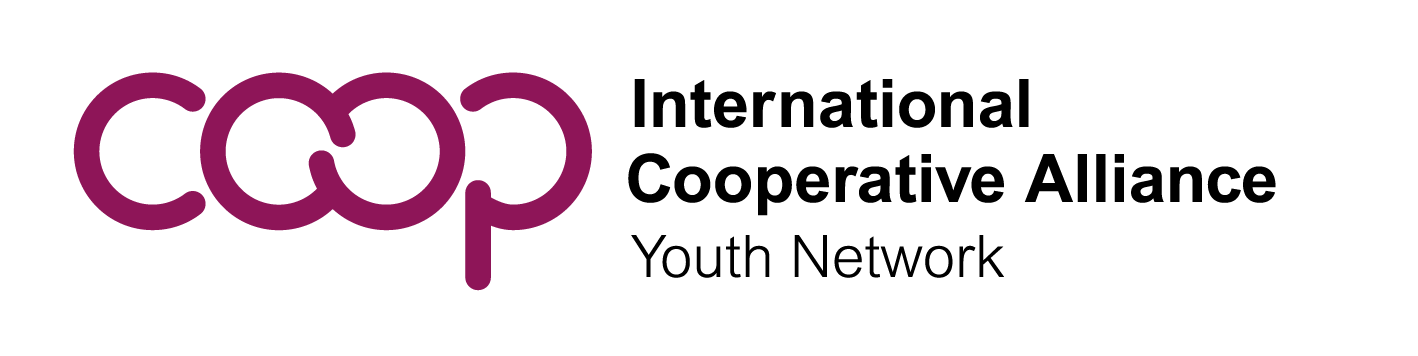 coop
International
Cooperative Alliance
Youth Network